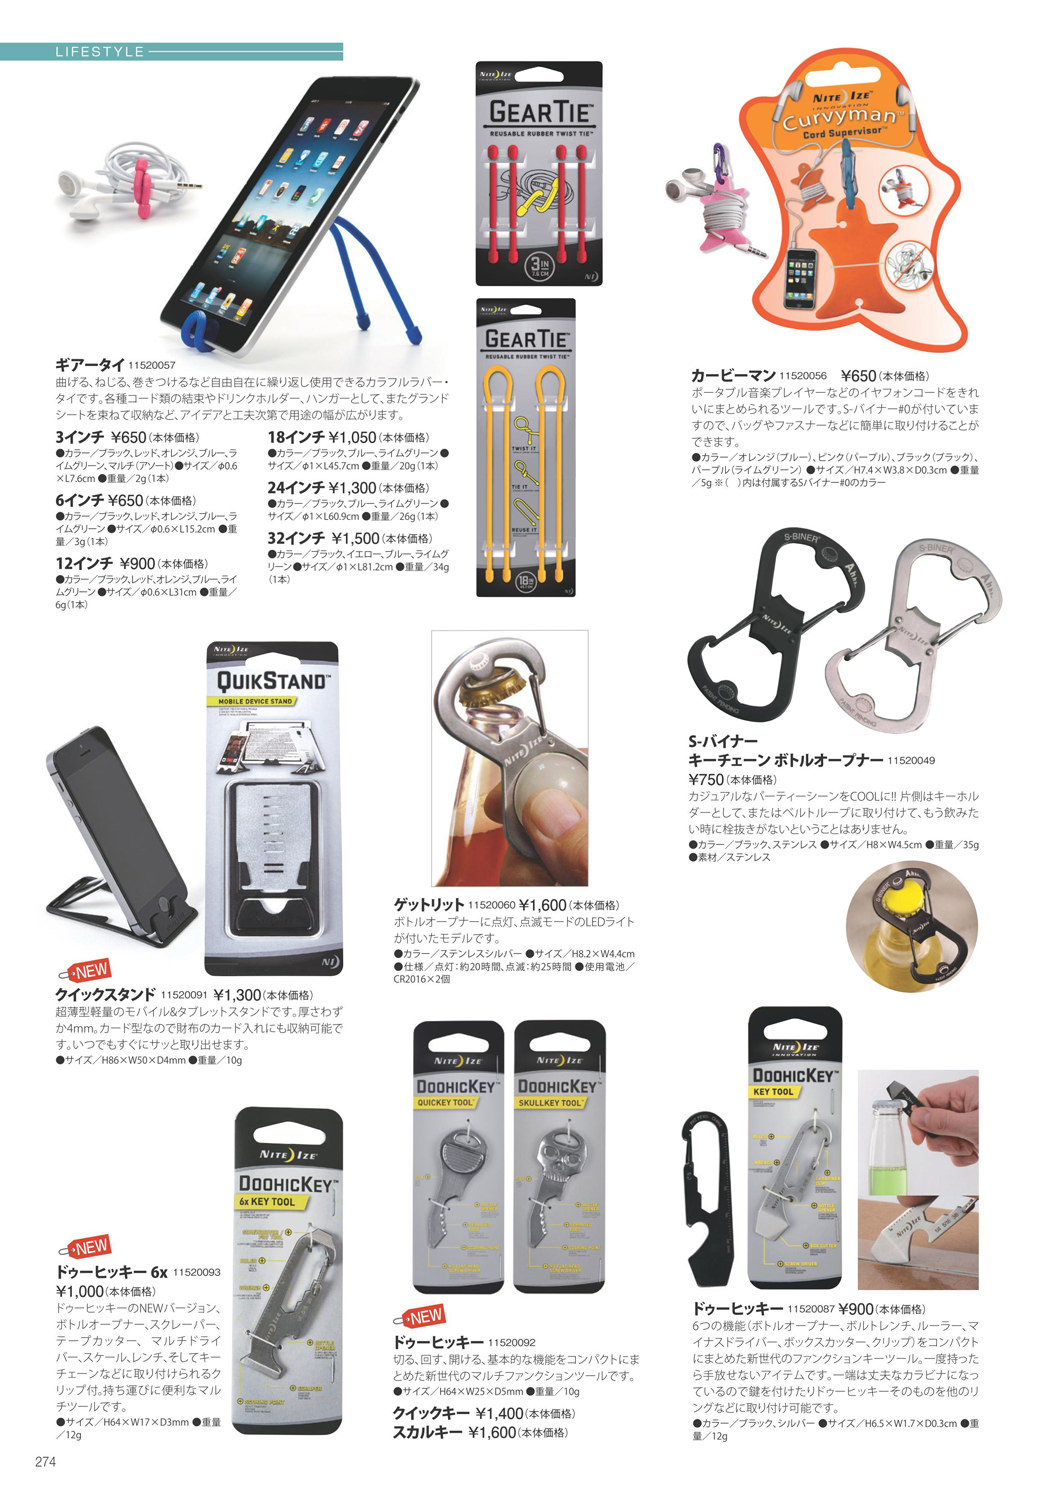 LIFESTYLE
NITE IZE
INNOVATION
GEARTIE™
REUSABLE RUBBER TWIST TIE™
3 IN
7.6 CM
NITE IZE
GEARTIE™
REUSABLE RUBBER TWIST TIE™
TWIST IT
TIE IT
REUSE IT
18 IN
NITE IZE™
INNOVATION
Curvyman™
Cord Supervisor™
ギアータイ 11520057
曲げる、ねじる、巻きつけるなど自由自在に繰り返し使用できるカラフルラバー・
タイです。各種コード類の結束やドリンクホルダー、ハンガーとして、またグランド
シートを束ねて収納など、アイデアと工夫次第で用途の幅が広がります。
3インチ ¥650(本体価格)
●カラー／ブラック、レッド、オレンジ、ブルー、ラ
イムグリーン、マルチ（アソート）●サイズ／φ0.6
×L7.6cm ●重量／2g（1本）
6インチ ¥650(本体価格)
●カラー／ブラック、レッド、オレンジ、ブルー、ラ
イムグリーン ●サイズ／φ0.6×L15.2cm ●重
量／3g（1本）
12インチ ¥900(本体価格)
●カラー／ブラック、レッド、オレンジ、ブルー、ライ
ムグリーン ●サイズ／φ0.6×L31cm ●重量／
6g（1本）
18インチ ¥1,050(本体価格)
●カラー／ブラック、ブルー、ライムグリーン ●
サイズ／φ1×L45.7cm ●重量／20g（1本）
24インチ ¥1,300(本体価格)
●カラー／ブラック、ブルー、ライムグリーン ●
サイズ／φ1×L60.9cm ●重量／26g（1本）
32インチ ¥1,500(本体価格)
●カラー／ブラック、イエロー、ブルー、ライムグ
リーン ●サイズ／φ1×L81.2cm ●重量／34g
（1本）
カービーマン 11520056 ¥650(本体価格)
ポータブル音楽プレイヤーなどのイヤフォンコードをきれ
いにまとめられるツールです。S-バイナー#0が付いていま
すので、バッグやファスナーなどに簡単に取り付けることが
できます。
●カラー／オレンジ（ブルー）、ピンク（パープル）、ブラック（ブラック）、
パープル（ライムグリーン） ●サイズ／H7.4×W3.8×D0.3cm ●重量
／5g ※（　）内は付属するSバイナー#0のカラー
S-BINER®
Ahhh
NITE IZE
PATENT PENDING
S-BINER®
Ahhh
NITE IZE
PATENT PENDING
S-バイナー
キーチェーン ボトルオープナー 11520049
¥750(本体価格)
カジュアルなパーティーシーンをCOOLに!! 片側はキーホル
ダーとして、またはベルトループに取り付けて、もう飲みた
い時に栓抜きがないということはありません。
●カラー／ブラック、ステンレス ●サイズ／H8×W4.5cm ●重量／35g
●素材／ステンレス
NITE IZE
INNOVATION
QUIKSTAND™
MOBILE DEVICE STAND
NEW
クイックスタンド 11520091 ¥1,300(本体価格)
超薄型軽量のモバイル&タブレットスタンドです。厚さわず
か4mm。カード型なので財布のカード入れにも収納可能で
す。いつでもすぐにサッと取り出せます。
●サイズ／H86×W50×D4mm ●重量／10g
NITE IZE
ゲットリット 11520060 ¥1,600(本体価格)
ボトルオープナーに点灯、点滅モードのLEDライト
が付いたモデルです。
●カラー／ステンレスシルバー ●サイズ／H8.2×W4.4cm
●仕様／点灯：約20時間、点滅：約25時間 ●使用電池／
CR2016×2個
NITE IZE
DOOHICKEY™
6x KEY TOOL
NEW
ドゥーヒッキー 6x 11520093
¥1,000(本体価格)
ドゥーヒッキーのNEWバージョン、
ボトルオープナー、スクレーパー、
テープカッター、 マルチドライ
バー、スケール、レンチ、そしてキー
チェーンなどに取り付けられるク
リップ付。持ち運びに便利なマル
チツールです。
●サイズ／H64×W17×D3mm ●重量
／12g
NITE IZE
DOOHICKEY™
QUICKEY TOOL™
NITE IZE
DOOHICKEY™
SKULLKEY TOOL™
NEW
ドゥーヒッキー 11520092
切る、回す、開ける、基本的な機能をコンパクトにま
とめた新世代のマルチファンクションツールです。
●サイズ／H64×W25×D5mm ●重量／10g
クイックキー ¥1,400(本体価格)
スカルキー ¥1,600(本体価格)
NITE IZE
INNOVATION
DOOHICKEY™
KEY TOOL
NITE IZE
ドゥーヒッキー 11520087 ¥900(本体価格)
6つの機能（ボトルオープナー、ボルトレンチ、ルーラー、マ
イナスドライバー、ボックスカッター、クリップ）をコンパクト
にまとめた新世代のファンクションキーツール。一度持った
ら手放せないアイテムです。一端は丈夫なカラビナになっ
ているので鍵を付けたりドゥーヒッキーそのものを他のリ
ングなどに取り付け可能です。
●カラー／ブラック、シルバー ●サイズ／H6.5×W1.7×D0.3cm ●重
量／12g
274